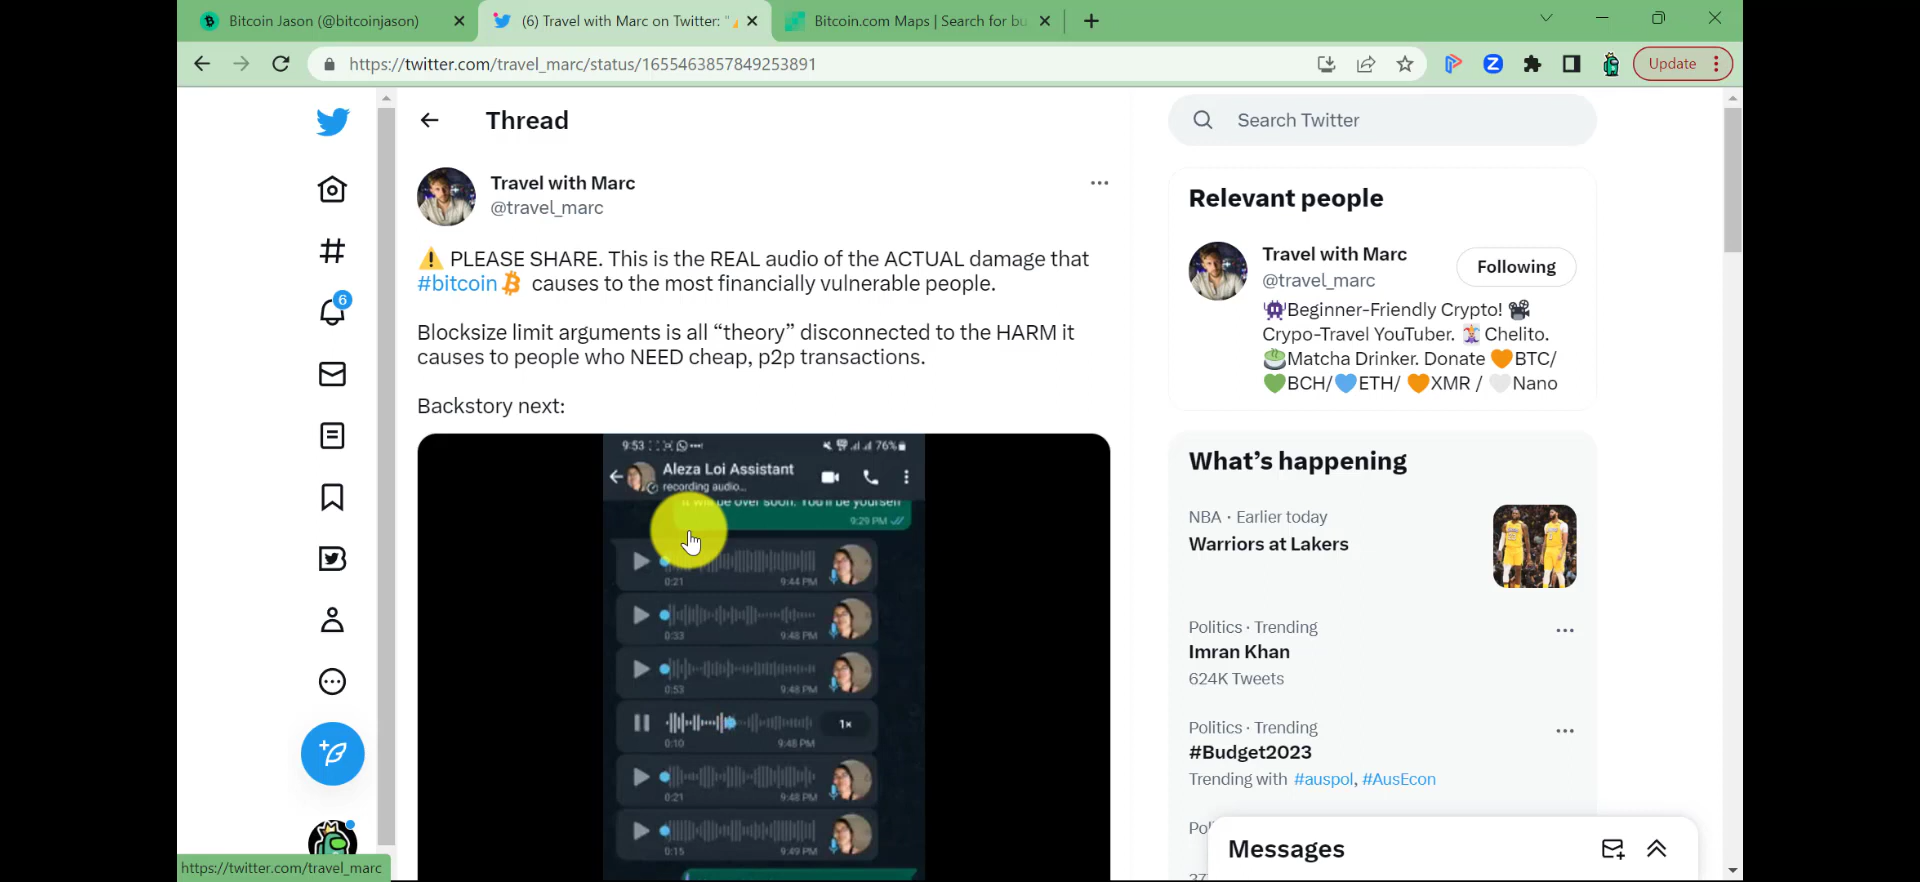 Bitcoin Jason (@bitcoinjason)
(6) Travel with Marc on Twitter: "
Bitcoin.com Maps | Search for bu
https://twitter.com/travel_marc/status/1655463857849253891
Update
Thread
Search Twitter
Travel with Marc
@travel_marc
⚠️ PLEASE SHARE. This is the REAL audio of the ACTUAL damage that
#bitcoin causes to the most financially vulnerable people.
Blocksize limit arguments is all “theory” disconnected to the HARM it
causes to people who NEED cheap, p2p transactions.
Backstory next:
9:53
76%
Aleza Loi Assistant
recording audio...
It will be over soon. You'll be yourself
9:29 PM
0:21
9:44 PM
0:33
9:48 PM
0:53
9:48 PM
1x
0:10
9:48 PM
0:21
9:48 PM
0:15
9:49 PM
Relevant people
Travel with Marc
@travel_marc
Following
👾Beginner-Friendly Crypto! 📽️
Crypo-Travel YouTuber. 🃏 Chelito.
🍵Matcha Drinker. Donate 🧡BTC/
💚BCH/💙ETH/ 🧡XMR / 🤍Nano
What’s happening
NBA · Earlier today
Warriors at Lakers
Politics · Trending
Imran Khan
624K Tweets
Politics · Trending
#Budget2023
Trending with #auspol, #AusEcon
Messages
6
https://twitter.com/travel_marc